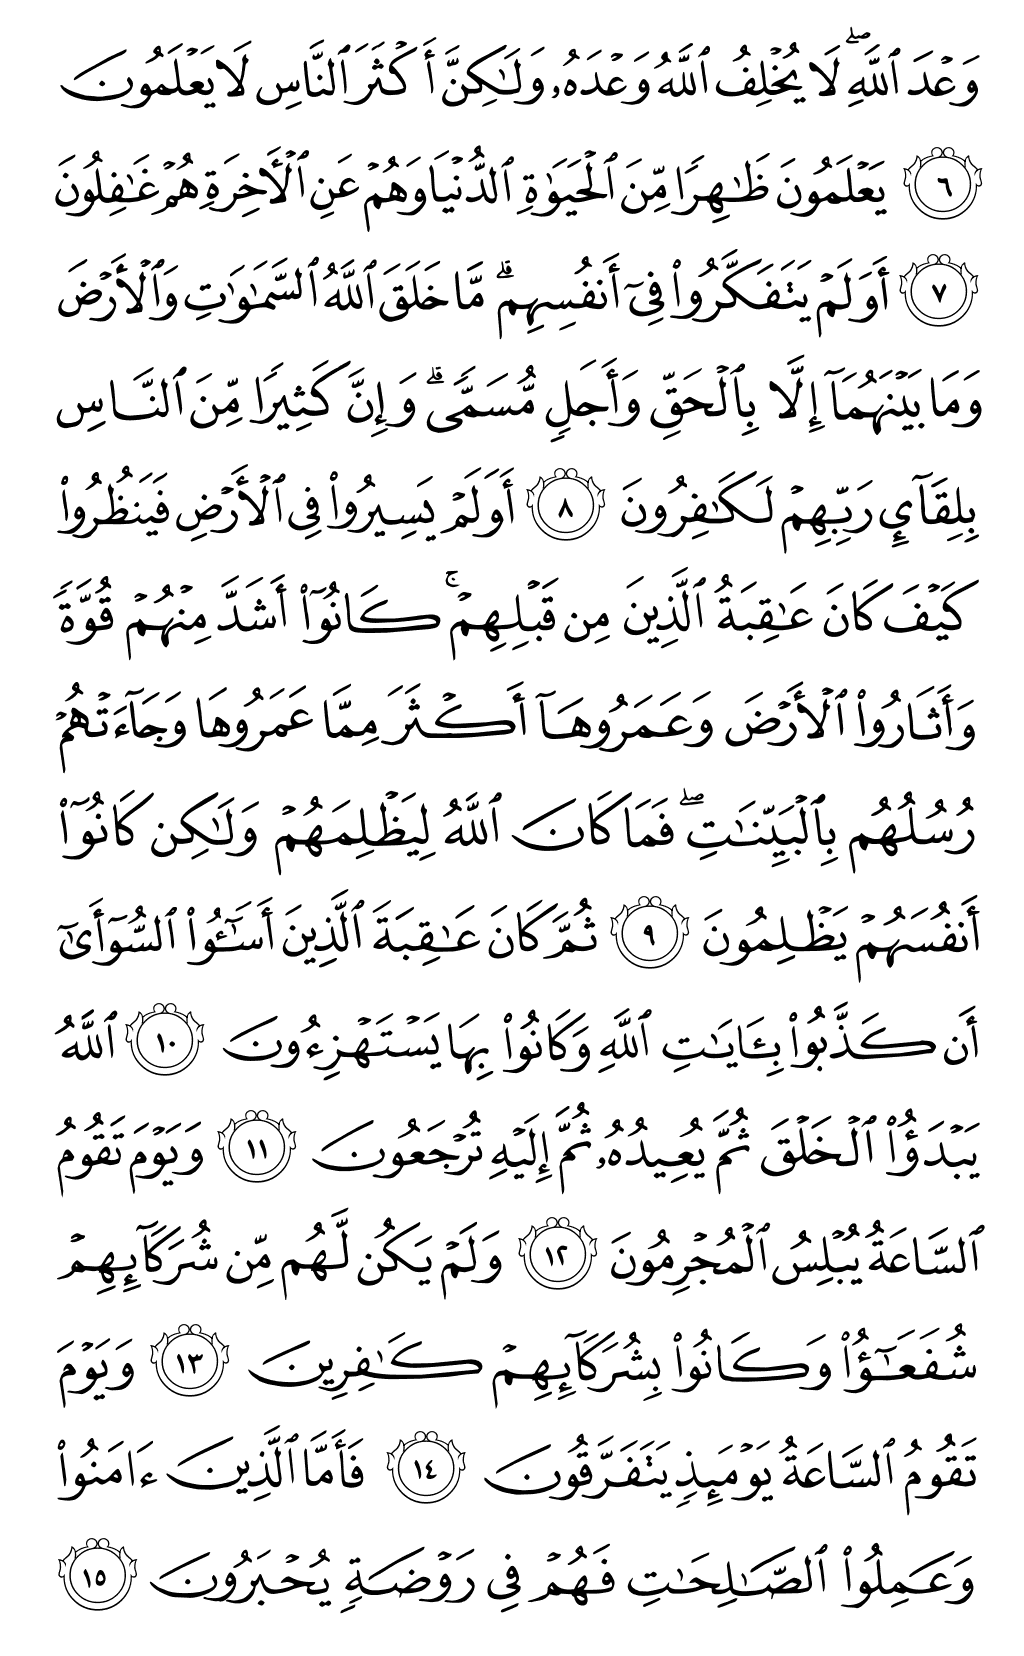 وَعْدَ ٱللَّهِ ۖ لَا يُخْلِفُ ٱللَّهُ وَعْدَهُۥ وَلَـٰكِنَّ أَكْثَرَ ٱلنَّاسِ لَا يَعْلَمُونَ
٦ يَعْلَمُونَ ظَـٰهِرًا مِّنَ ٱلْحَيَوٰةِ ٱلدُّنْيَا وَهُمْ عَنِ ٱلْـَٔاخِرَةِ هُمْ غَـٰفِلُونَ
٧ أَوَلَمْ يَتَفَكَّرُوا۟ فِىٓ أَنفُسِهِم ۗ مَّا خَلَقَ ٱللَّهُ ٱلسَّمَـٰوَٰتِ وَٱلْأَرْضَ
وَمَا بَيْنَهُمَآ إِلَّا بِٱلْحَقِّ وَأَجَلٍ مُّسَمًّى ۗ وَإِنَّ كَثِيرًا مِّنَ ٱلنَّاسِ
بِلِقَآئِ رَبِّهِمْ لَكَـٰفِرُونَ ٨ أَوَلَمْ يَسِيرُوا۟ فِى ٱلْأَرْضِ فَيَنظُرُوا۟
كَيْفَ كَانَ عَـٰقِبَةُ ٱلَّذِينَ مِن قَبْلِهِمْ ۚ كَانُوٓا۟ أَشَدَّ مِنْهُمْ قُوَّةً
وَأَثَارُوا۟ ٱلْأَرْضَ وَعَمَرُوهَآ أَكْثَرَ مِمَّا عَمَرُوهَا وَجَآءَتْهُمْ
رُسُلُهُم بِٱلْبَيِّنَـٰتِ ۖ فَمَا كَانَ ٱللَّهُ لِيَظْلِمَهُمْ وَلَـٰكِن كَانُوٓا۟
أَنفُسَهُمْ يَظْلِمُونَ ٩ ثُمَّ كَانَ عَـٰقِبَةَ ٱلَّذِينَ أَسَـٰٓـُٔوا۟ ٱلسُّوٓأَىٰٓ
أَن كَذَّبُوا۟ بِـَٔايَـٰتِ ٱللَّهِ وَكَانُوا۟ بِهَا يَسْتَهْزِءُونَ ١٠ ٱللَّهُ
يَبْدَؤُا۟ ٱلْخَلْقَ ثُمَّ يُعِيدُهُۥ ثُمَّ إِلَيْهِ تُرْجَعُونَ ١١ وَيَوْمَ تَقُومُ
ٱلسَّاعَةُ يُبْلِسُ ٱلْمُجْرِمُونَ ١٢ وَلَمْ يَكُن لَّهُم مِّن شُرَكَآئِهِمْ
شُفَعَـٰٓؤُا۟ وَكَانُوا۟ بِشُرَكَآئِهِمْ كَـٰفِرِينَ ١٣ وَيَوْمَ
تَقُومُ ٱلسَّاعَةُ يَوْمَئِذٍ يَتَفَرَّقُونَ ١٤ فَأَمَّا ٱلَّذِينَ ءَامَنُوا۟
وَعَمِلُوا۟ ٱلصَّـٰلِحَـٰتِ فَهُمْ فِى رَوْضَةٍ يُحْبَرُونَ ١٥